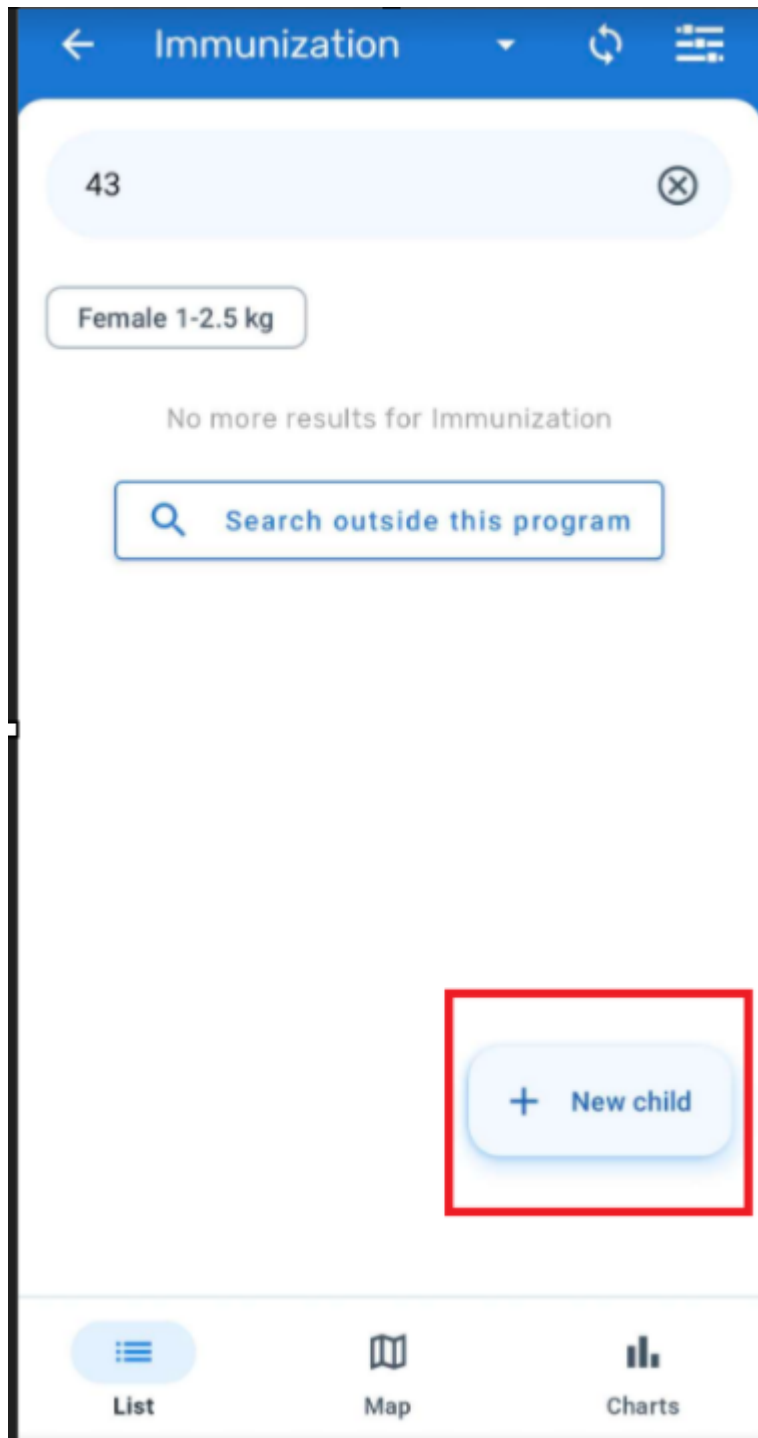 Immunization
43
Female 1-2.5 kg
No more results for Immunization
Search outside this program
+ New child
List
Map
Charts